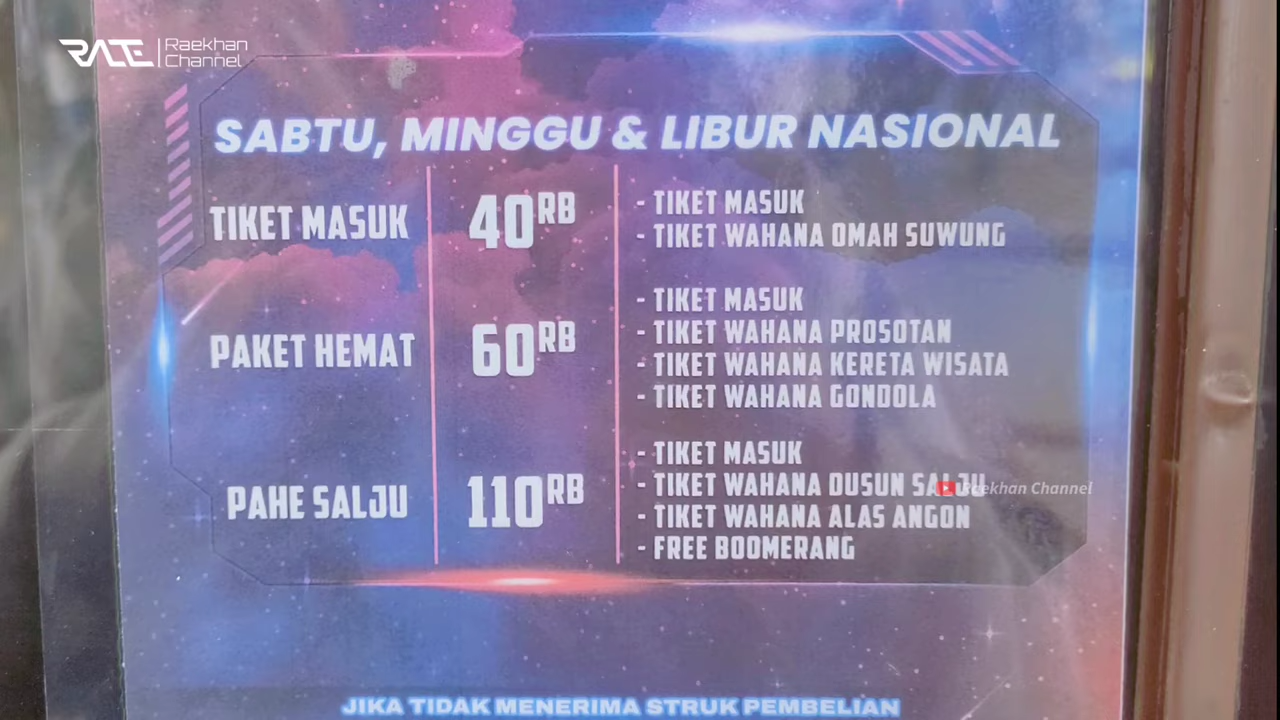 RATE
Raekhan
Channel
SABTU, MINGGU & LIBUR NASIONAL
TIKET MASUK
40RB
- TIKET MASUK
- TIKET WAHANA OMAH SUWUNG
PAKET HEMAT
60RB
- TIKET MASUK
- TIKET WAHANA PROSOTAN
- TIKET WAHANA KERETA WISATA
- TIKET WAHANA GONDOLA
PAHE SALJU
110RB
- TIKET MASUK
- TIKET WAHANA DUSUN SALJU
- TIKET WAHANA ALAS ANGON
- FREE BOOMERANG
Raekhan Channel
JIKA TIDAK MENERIMA STRUK PEMBELIAN